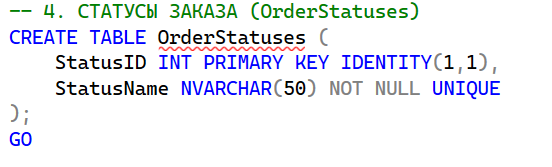 -- 4. СТАТУСЫ ЗАКАЗА (OrderStatuses)
CREATE TABLE OrderStatuses (
    StatusID INT PRIMARY KEY IDENTITY(1,1),
    StatusName NVARCHAR(50) NOT NULL UNIQUE
);
GO